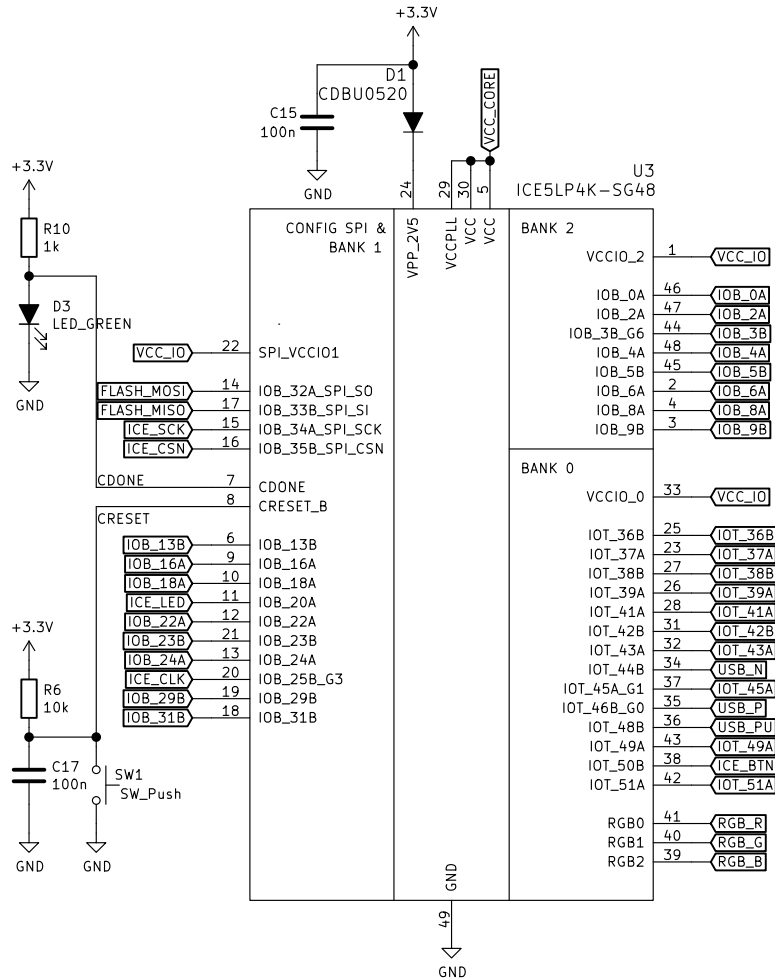 +3.3V
D1
CDBU0520
C15
100n
GND
VCC_CORE
+3.3V
R10
1k
D3
LED_GREEN
GND
U3
ICE5LP4K-SG48
24
29
30
5
CONFIG SPI &
BANK 1
VPP_2V5
VCCPLL
VCC
VCC
BANK 2
VCCIO_2 1 VCC_IO
IOB_0A 46 IOB_0A
IOB_2A 47 IOB_2A
IOB_3B_G6 44 IOB_3B
IOB_4A 48 IOB_4A
IOB_5B 45 IOB_5B
IOB_6A 2 IOB_6A
IOB_8A 4 IOB_8A
IOB_9B 3 IOB_9B
VCC_IO 22 SPI_VCCIO1
FLASH_MOSI 14 IOB_32A_SPI_SO
FLASH_MISO 17 IOB_33B_SPI_SI
ICE_SCK 15 IOB_34A_SPI_SCK
ICE_CSN 16 IOB_35B_SPI_CSN
CDONE 7 CDONE
CRESET 8 CRESET_B
IOB_13B 6 IOB_13B
IOB_16A 9 IOB_16A
IOB_18A 10 IOB_18A
ICE_LED 11 IOB_20A
IOB_22A 12 IOB_22A
IOB_23B 21 IOB_23B
IOB_24A 13 IOB_24A
ICE_CLK 20 IOB_25B_G3
IOB_29B 19 IOB_29B
IOB_31B 18 IOB_31B
BANK 0
VCCIO_0 33 VCC_IO
IOT_36B 25 IOT_36B
IOT_37A 23 IOT_37A
IOT_38B 27 IOT_38B
IOT_39A 26 IOT_39A
IOT_41A 28 IOT_41A
IOT_42B 31 IOT_42B
IOT_43A 32 IOT_43A
IOT_44B 34 USB_N
IOT_45A_G1 37 IOT_45A
IOT_46B_G0 35 USB_P
IOT_48B 36 USB_PU
IOT_49A 43 IOT_49A
IOT_50B 38 ICE_BTN
IOT_51A 42 IOT_51A
RGB0 41 RGB_R
RGB1 40 RGB_G
RGB2 39 RGB_B
+3.3V
R6
10k
C17
100n
SW1
SW_Push
GND
GND
GND
49
GND